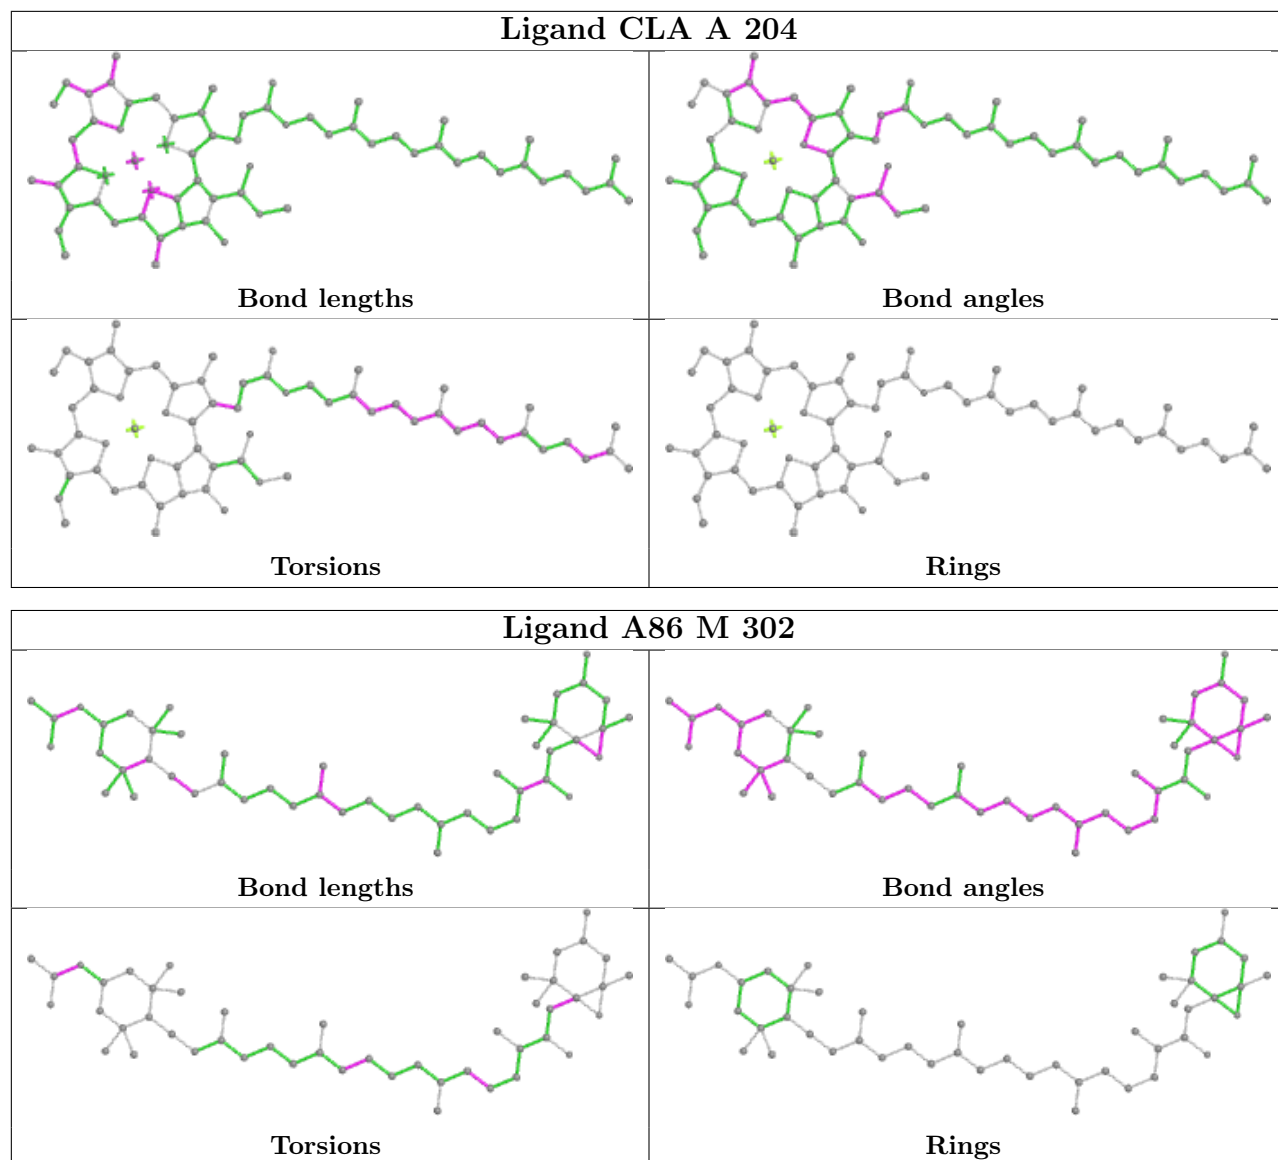 Ligand CLA A 204
Bond lengths
Bond angles
Torsions
Rings
Ligand A86 M 302
Bond lengths
Bond angles
Torsions
Rings